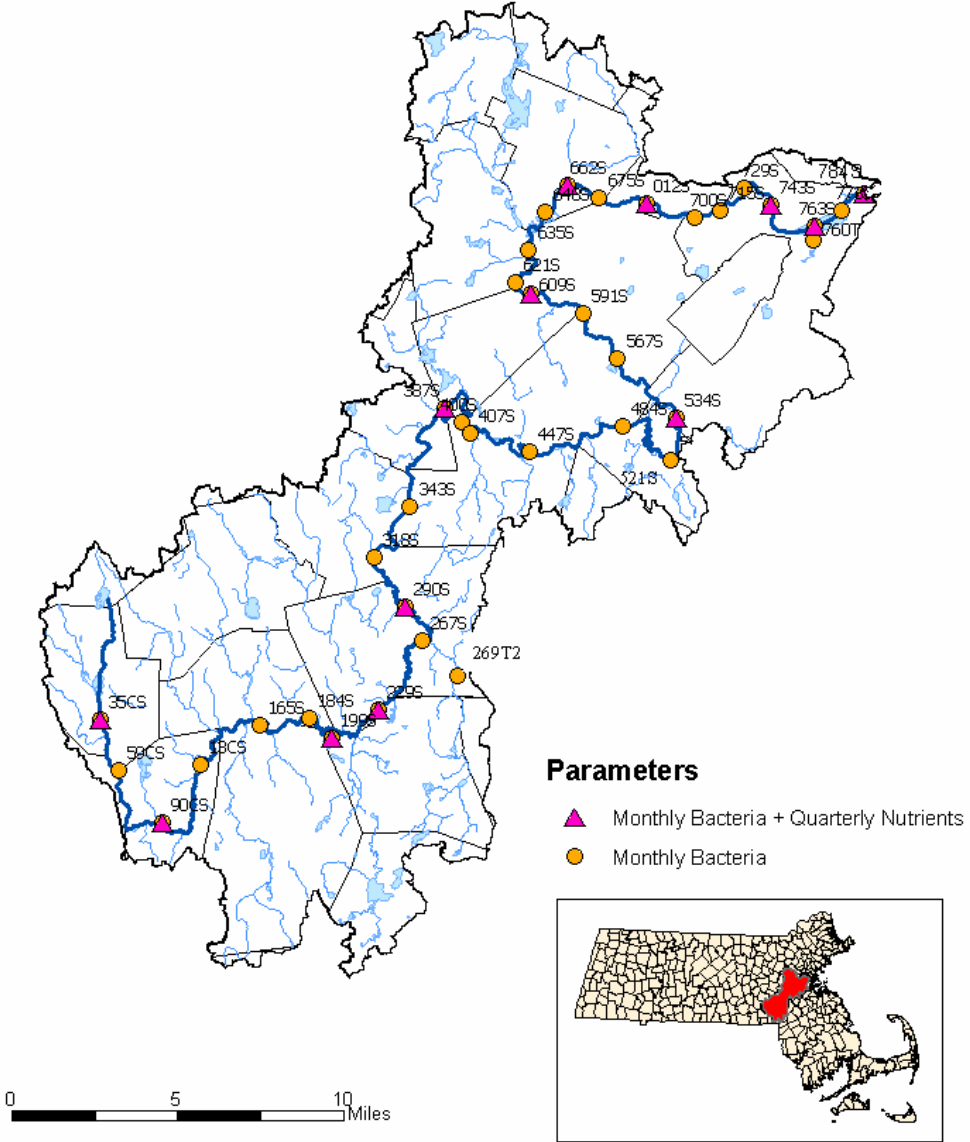 662S
729S
784S
675S
012S
743S
700S
763S
760T
635S
621S
609S
591S
567S
387S
534S
407S
484S
447S
521S
343S
318S
290S
267S
269T2
35CS
229S
184S
165S
59CS
90CS
Parameters
Monthly Bacteria + Quarterly Nutrients
Monthly Bacteria
0 5 10
Miles